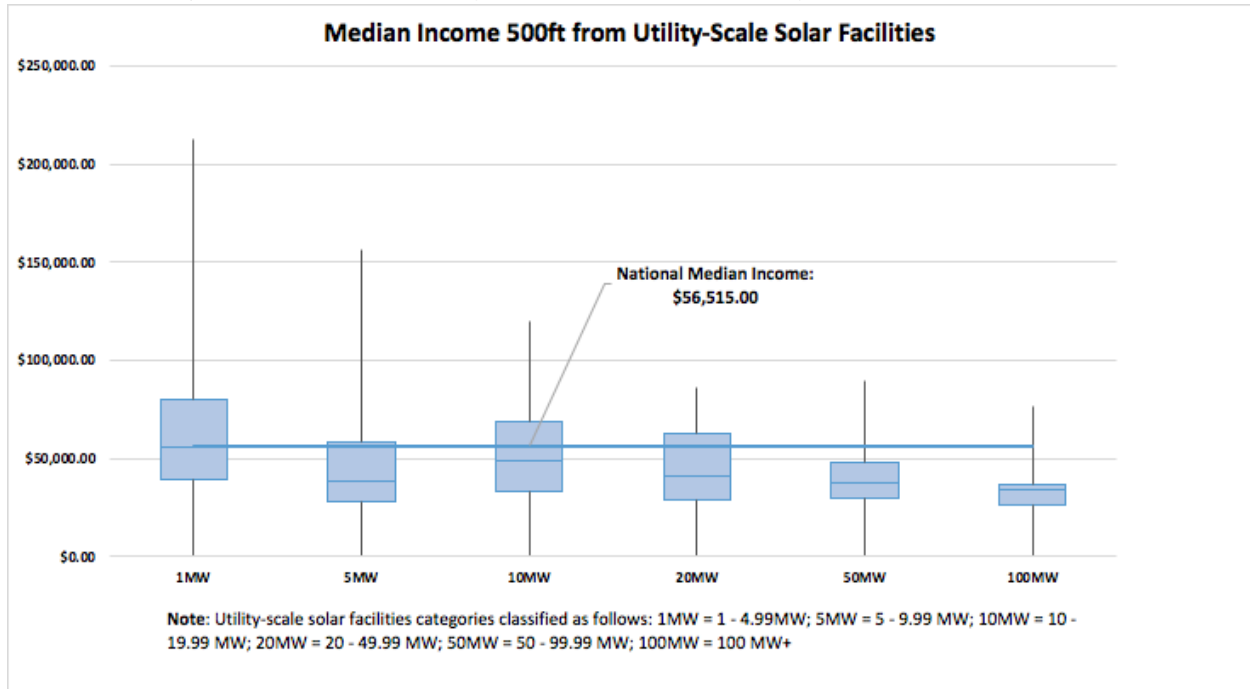 Median Income 500ft from Utility-Scale Solar Facilities
$250,000.00
$200,000.00
$150,000.00
National Median Income:
$56,515.00
$100,000.00
$50,000.00
$0.00
1MW 5MW 10MW 20MW 50MW 100MW
Note: Utility-scale solar facilities categories classified as follows: 1MW = 1 - 4.99MW; 5MW = 5 - 9.99 MW; 10MW = 10 -
19.99 MW; 20MW = 20 - 49.99 MW; 50MW = 50 - 99.99 MW; 100MW = 100 MW+